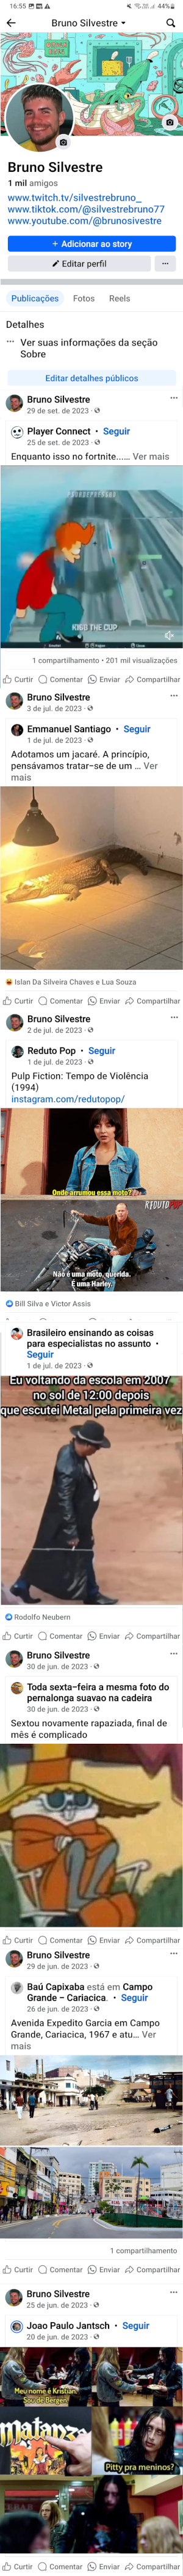 16:55
44%
Bruno Silvestre
Bruno Silvestre
1 mil amigos
www.twitch.tv/silvestrebruno_
www.tiktok.com/@silvestrebruno77
www.youtube.com/@brunosivestre
+ Adicionar ao story
Editar perfil
Publicações Fotos Reels
Detalhes
Ver suas informações da seção
Sobre
Editar detalhes públicos
Bruno Silvestre
29 de set. de 2023
Player Connect • Seguir
25 de set. de 2023
Enquanto isso no fortnite...... Ver mais
KICO THE CUP
1 compartilhamento • 201 mil visualizações
Curtir Comentar Enviar Compartilhar
Bruno Silvestre
3 de jul. de 2023
Emmanuel Santiago • Seguir
1 de jul. de 2023
Adotamos um jacaré. A princípio,
pensávamos tratar-se de um ... Ver
mais
Islan Da Silveira Chaves e Lua Souza
Curtir Comentar Enviar Compartilhar
Bruno Silvestre
2 de jul. de 2023
Reduto Pop • Seguir
1 de jul. de 2023
Pulp Fiction: Tempo de Violência
(1994)
instagram.com/redutopop/
Onde arrumou essa moto?
REDUTOPOP
Não é uma moto, querida.
É uma Harley.
Bill Silva e Victor Assis
Brasileiro ensinando as coisas
para especialistas no assunto •
Seguir
1 de jul. de 2023
Eu voltando da escola em 2007
no sol de 12:00 depois
que escutei Metal pela primeira vez
Rodolfo Neubern
Curtir Comentar Enviar Compartilhar
Bruno Silvestre
30 de jun. de 2023
Toda sexta-feira a mesma foto do
pernalonga suavao na cadeira
30 de jun. de 2023
Sextou novamente rapaziada, final de
mês é complicado
Curtir Comentar Enviar Compartilhar
Bruno Silvestre
29 de jun. de 2023
Baú Capixaba está em Campo
Grande - Cariacica. • Seguir
26 de jun. de 2023
Avenida Expedito Garcia em Campo
Grande, Cariacica, 1967 e atu... Ver
mais
1 compartilhamento
Curtir Comentar Enviar Compartilhar
Bruno Silvestre
25 de jun. de 2023
Joao Paulo Jantsch • Seguir
20 de jun. de 2023
Meu nome é Kristian.
Sou de Bergen
Matanza
Pitty pra meninos?
Curtir Comentar Enviar Compartilhar